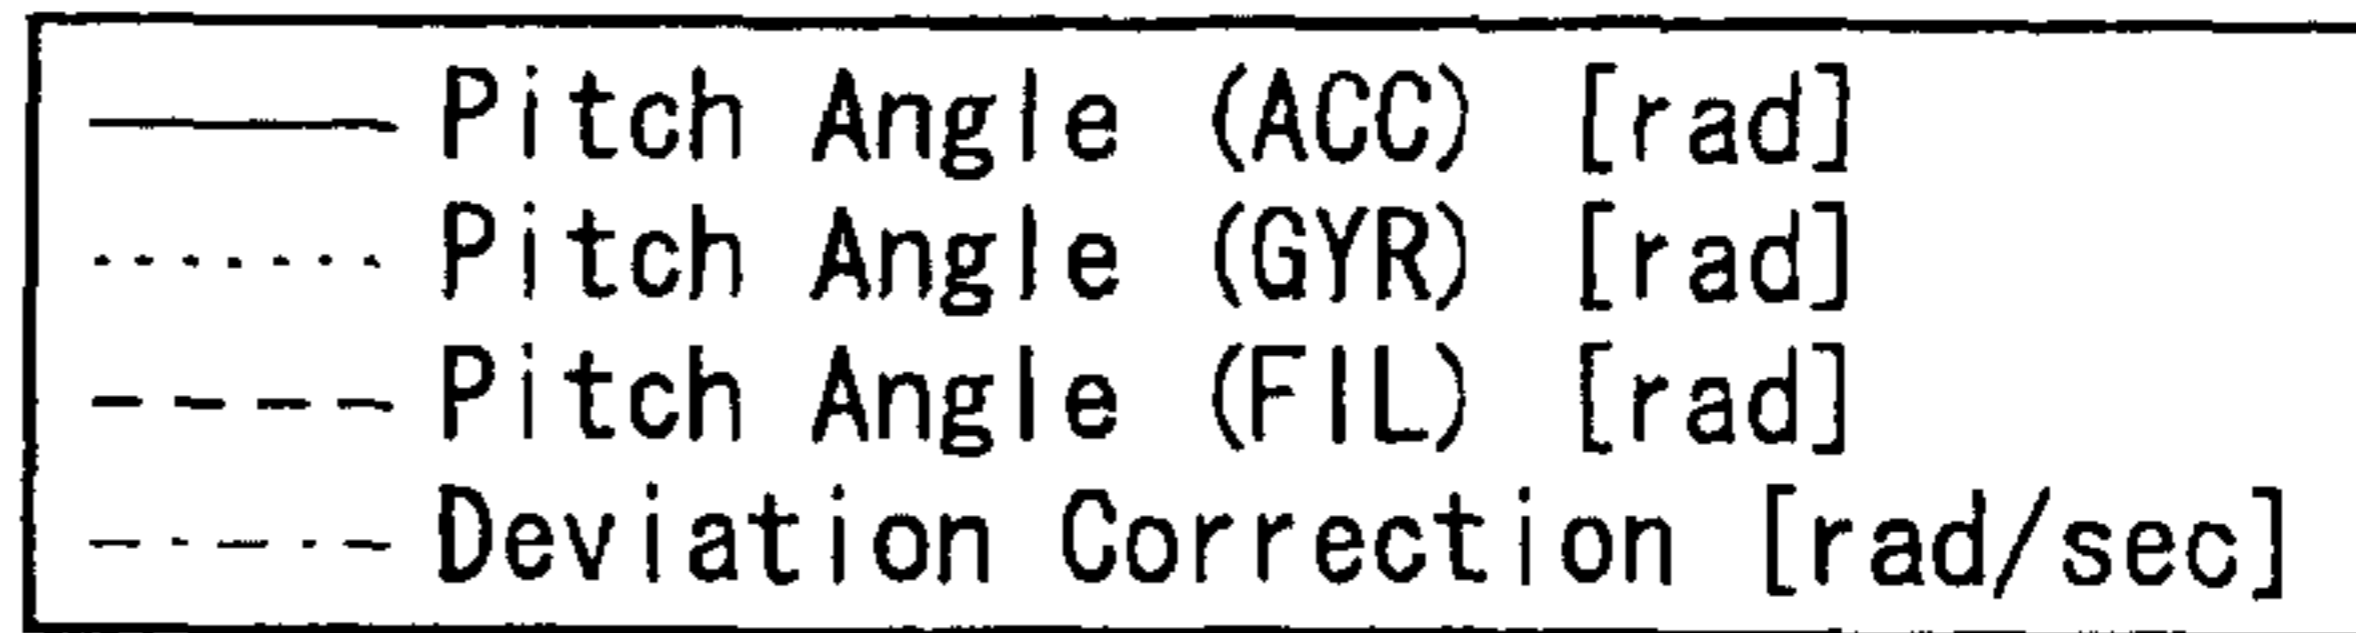 Pitch Angle (ACC) [rad]
Pitch Angle (GYR) [rad]
Pitch Angle (FIL) [rad]
Deviation Correction [rad/sec]